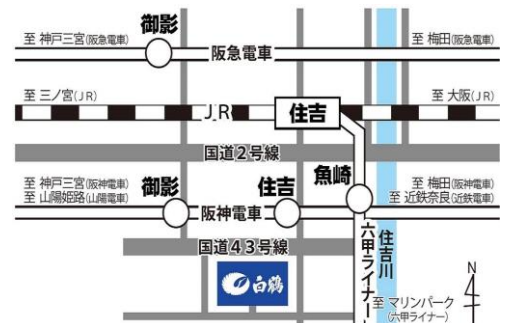 御影
至 神戸三宮(阪急電車)
阪急電車
至 梅田(阪急電車)
至 三ノ宮(JR)
JR
住吉
至 大阪(JR)
国道2号線
至 神戸三宮(阪神電車)
至 山陽姫路(山陽電車)
御影
住吉
魚崎
至 梅田(阪神電車)
至 近鉄奈良(近鉄電車)
阪神電車
国道43号線
六甲ライナー
住吉川
白鶴
N
至 マリンパーク
(六甲ライナー)